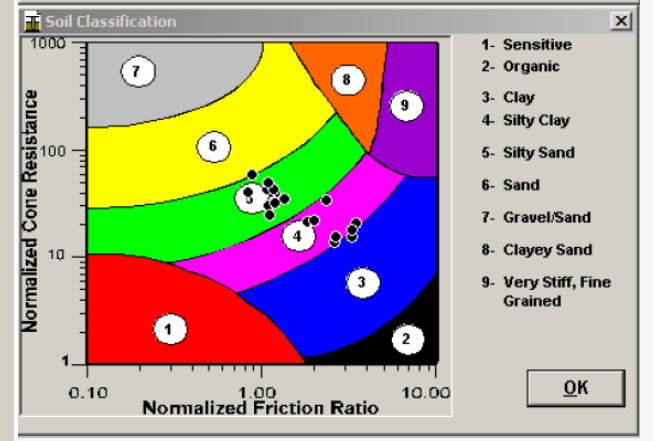 Soil Classification
1000
100
10
1
0.10
1.00
10.00
Normalized Cone Resistance
Normalized Friction Ratio
7
8
9
6
5
4
3
2
1
1- Sensitive
2- Organic
3- Clay
4- Silty Clay
5- Silty Sand
6- Sand
7- Gravel/Sand
8- Clayey Sand
9- Very Stiff, Fine
Grained
OK